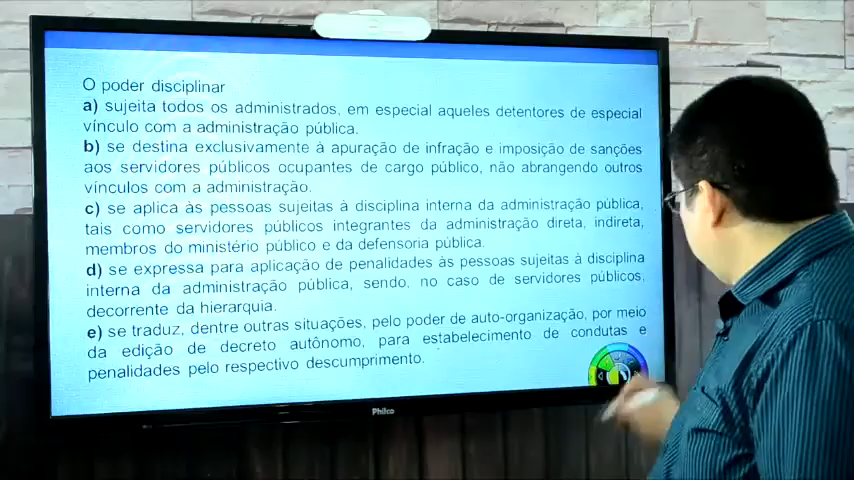 O poder disciplinar
a) sujeita todos os administrados, em especial aqueles detentores de especial
vínculo com a administração pública.
b) se destina exclusivamente à apuração de infração e imposição de sanções
aos servidores públicos ocupantes de cargo público, não abrangendo outros
vínculos com a administração.
c) se aplica às pessoas sujeitas à disciplina interna da administração pública,
tais como servidores públicos integrantes da administração direta, indireta,
membros do ministério público e da defensoria pública.
d) se expressa para aplicação de penalidades às pessoas sujeitas à disciplina
interna da administração pública, sendo, no caso de servidores públicos,
decorrente da hierarquia.
e) se traduz, dentre outras situações, pelo poder de auto-organização, por meio
da edição de decreto autônomo, para estabelecimento de condutas e
penalidades pelo respectivo descumprimento.
Philco